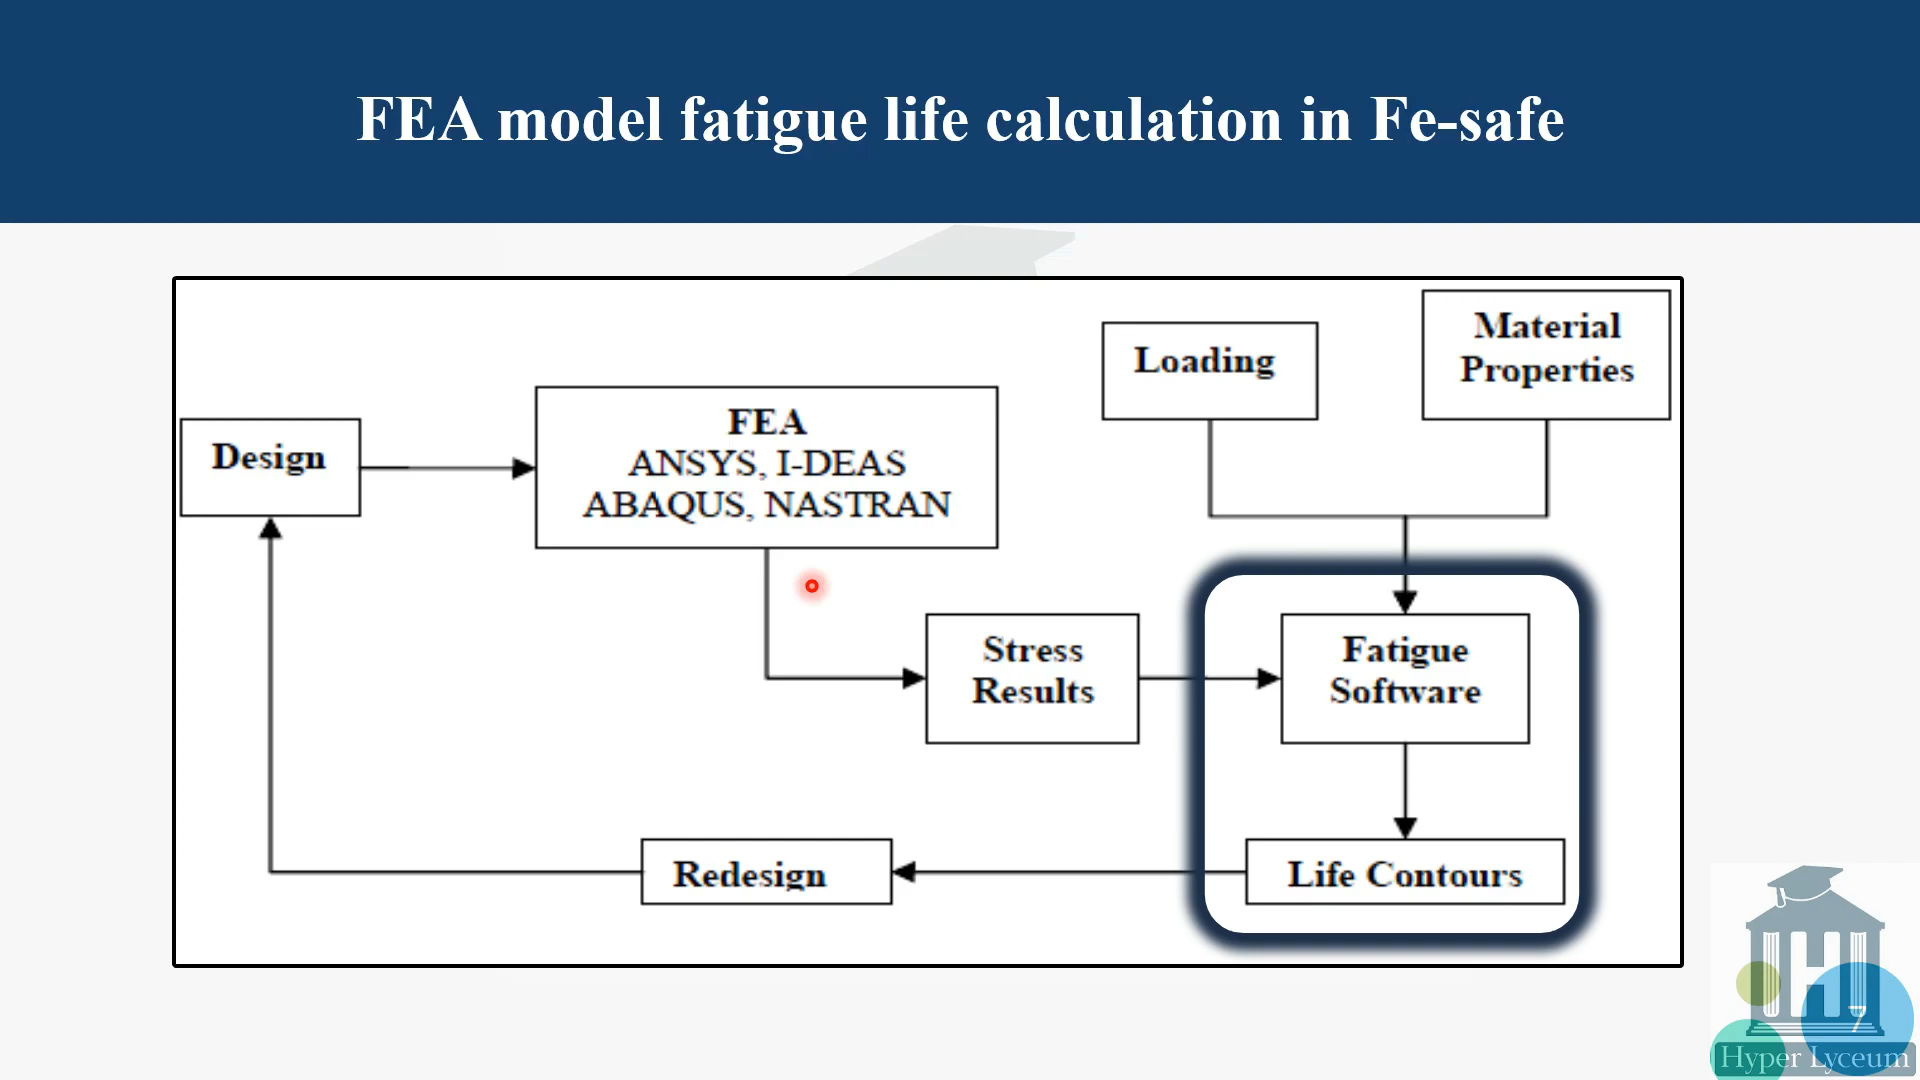 FEA model fatigue life calculation in Fe-safe
Design
FEA
ANSYS, I-DEAS
ABAQUS, NASTRAN
Loading
Material
Properties
Stress
Results
Fatigue
Software
Redesign
Life Contours
7
Hyper Lyceum